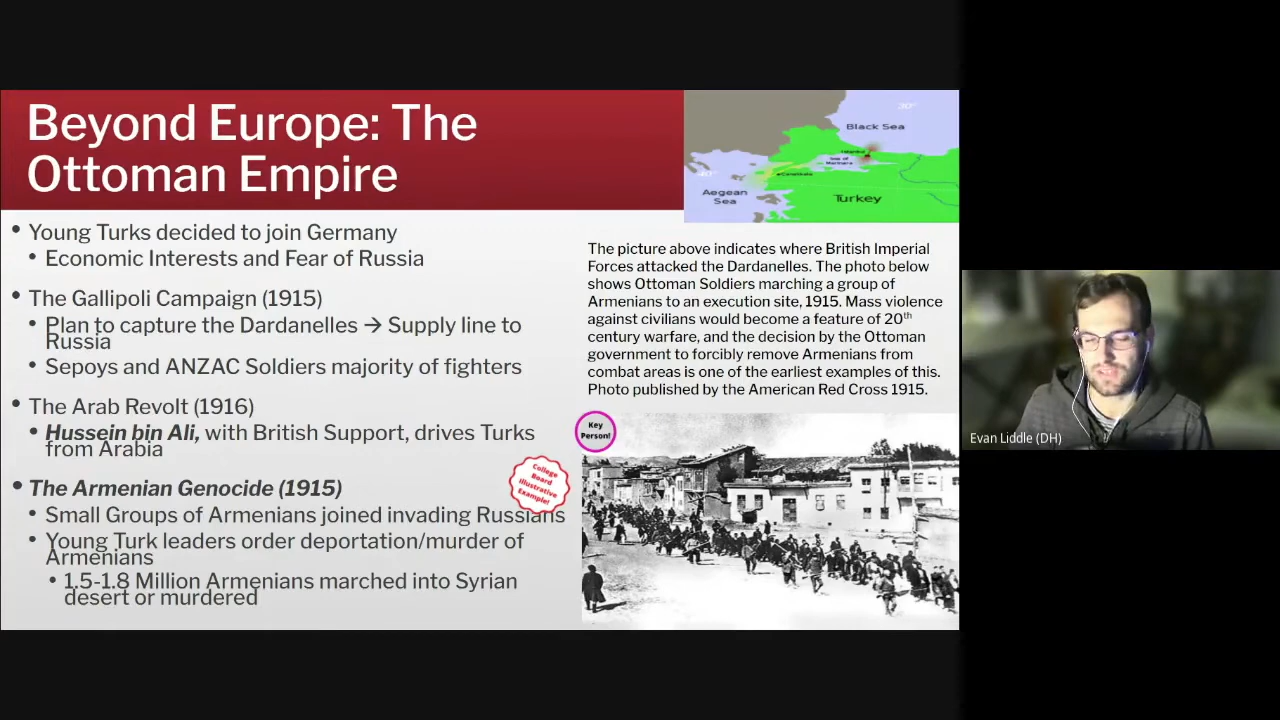 Beyond Europe: The
Ottoman Empire
• Young Turks decided to join Germany
• Economic Interests and Fear of Russia
• The Gallipoli Campaign (1915)
• Plan to capture the Dardanelles → Supply line to
Russia
• Sepoys and ANZAC Soldiers majority of fighters
• The Arab Revolt (1916)
• Hussein bin Ali, with British Support, drives Turks
from Arabia
• The Armenian Genocide (1915)
• Small Groups of Armenians joined invading Russians
• Young Turk leaders order deportation/murder of
Armenians
• 1.5-1.8 Million Armenians marched into Syrian
desert or murdered
College
Board
Illustrative
Example!
30°
Black Sea
Istanbul
Sea of
Marmara
40°
Çanakkale
Aegean
Sea
Turkey
The picture above indicates where British Imperial
Forces attacked the Dardanelles. The photo below
shows Ottoman Soldiers marching a group of
Armenians to an execution site, 1915. Mass violence
against civilians would become a feature of 20th
century warfare, and the decision by the Ottoman
government to forcibly remove Armenians from
combat areas is one of the earliest examples of this.
Photo published by the American Red Cross 1915.
Key
Person!
Evan Liddle (DH)